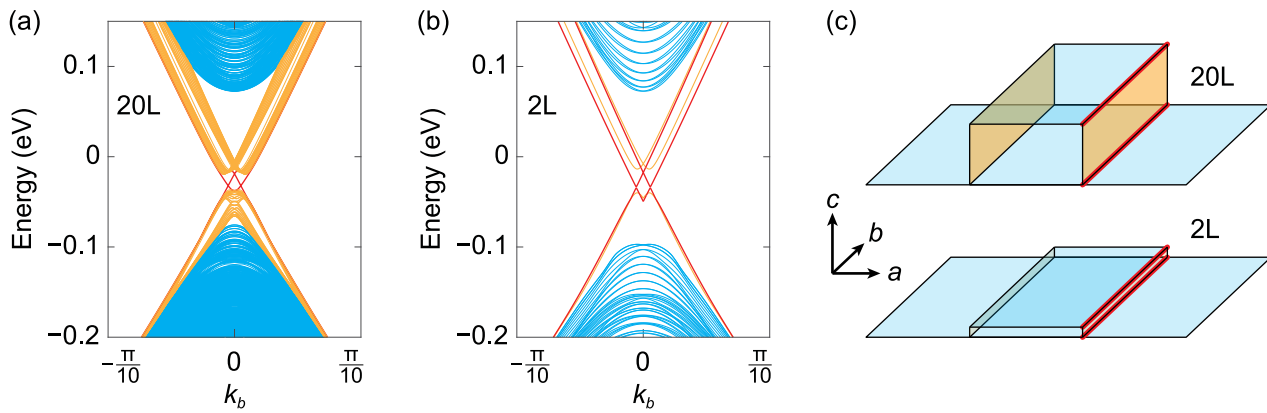 (a)
20L
0.1
0
−0.1
−0.2
Energy (eV)
−π/10
0
π/10
k_b
(b)
2L
0.1
0
−0.1
−0.2
Energy (eV)
−π/10
0
π/10
k_b
(c)
20L
c
b
a
2L